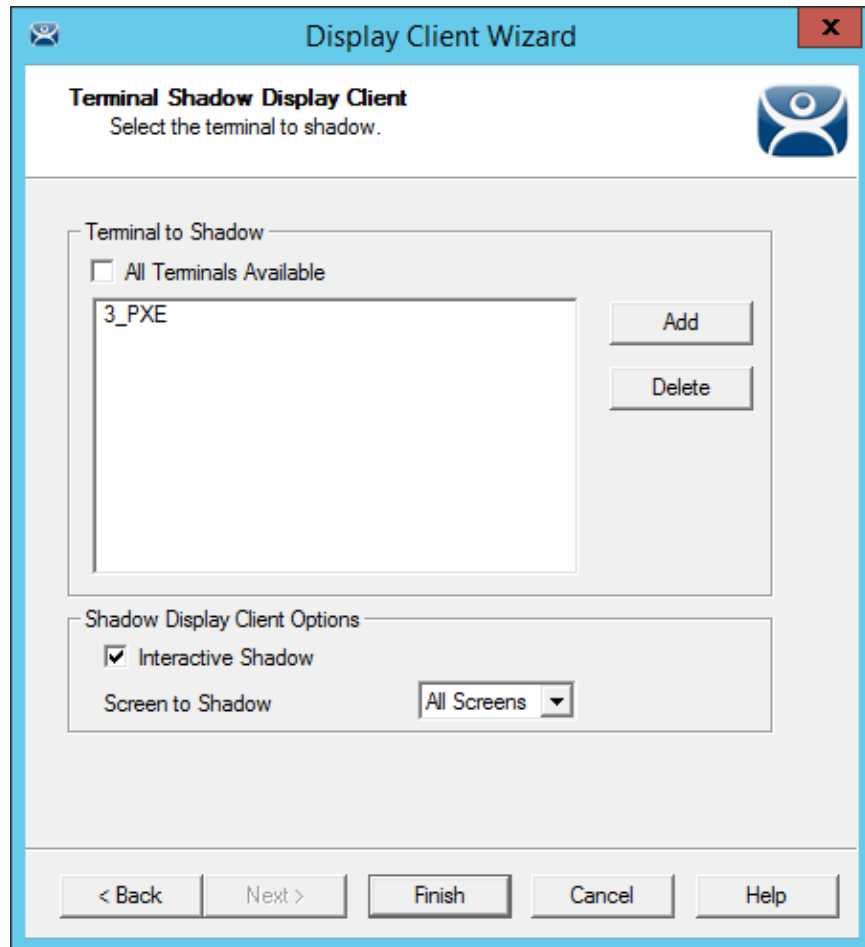 Display Client Wizard
x
Terminal Shadow Display Client
Select the terminal to shadow.
Terminal to Shadow
All Terminals Available
3_PXE
Add
Delete
Shadow Display Client Options
Interactive Shadow
Screen to Shadow All Screens
< Back Next > Finish Cancel Help